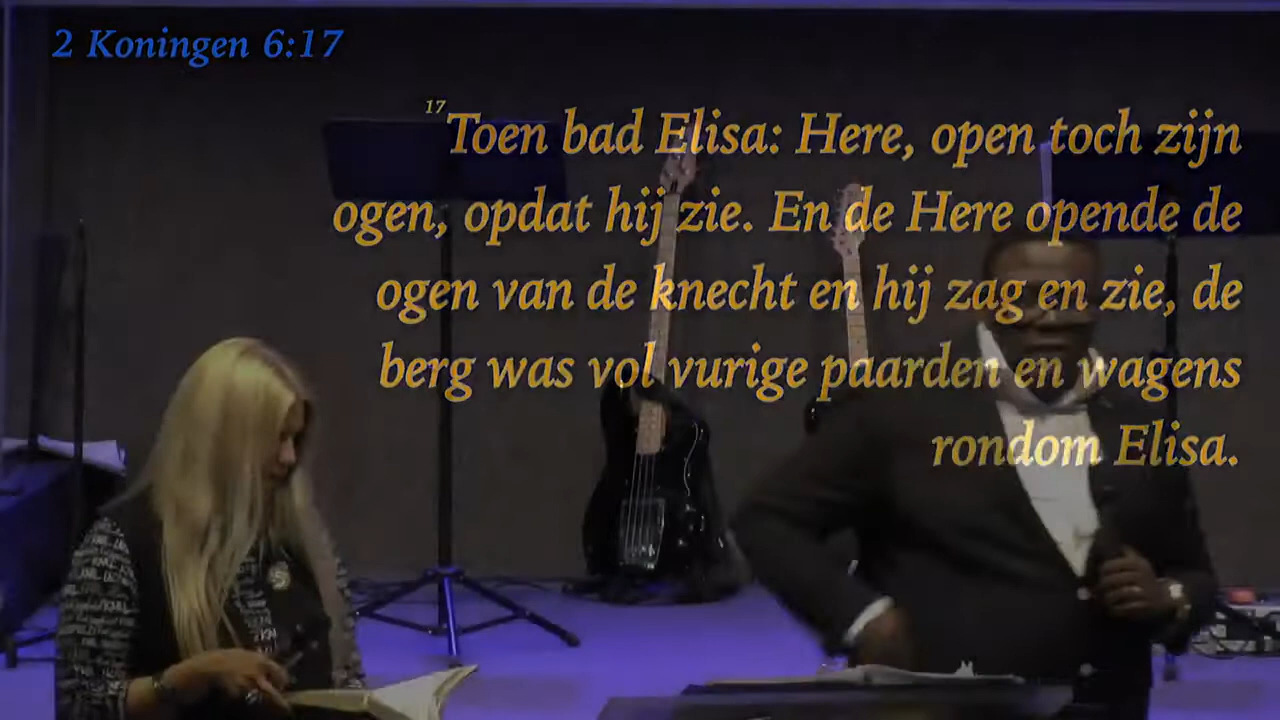 2 Koningen 6:17
17 Toen bad Elisa: Here, open toch zijn
ogen, opdat hij zie. En de Here opende de
ogen van de knecht en hij zag en zie, de
berg was vol vurige paarden en wagens
rondom Elisa.